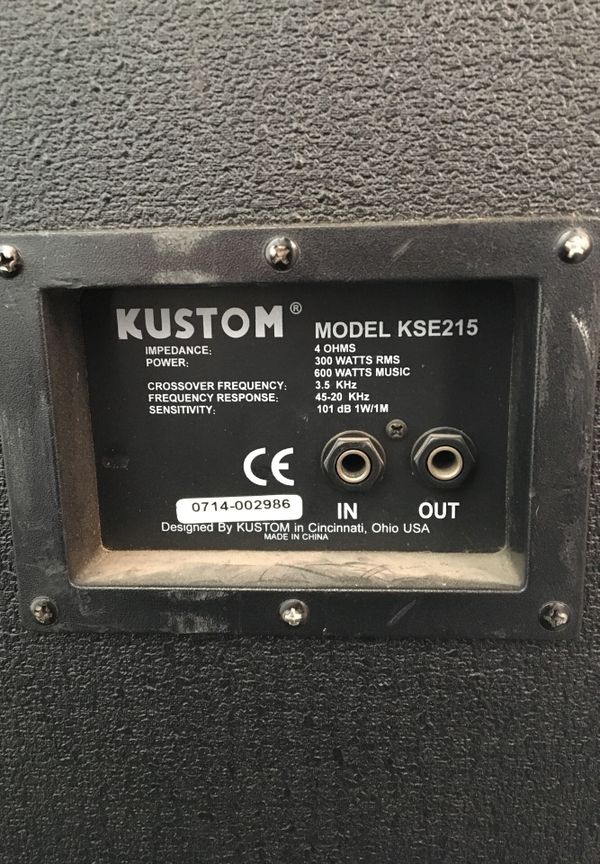 KUSTOM® MODEL KSE215
IMPEDANCE: 4 OHMS
POWER: 300 WATTS RMS
600 WATTS MUSIC
CROSSOVER FREQUENCY: 3.5 KHz
FREQUENCY RESPONSE: 45-20 KHz
SENSITIVITY: 101 dB 1W/1M
CE
0714-002986
IN OUT
Designed By KUSTOM in Cincinnati, Ohio USA
MADE IN CHINA